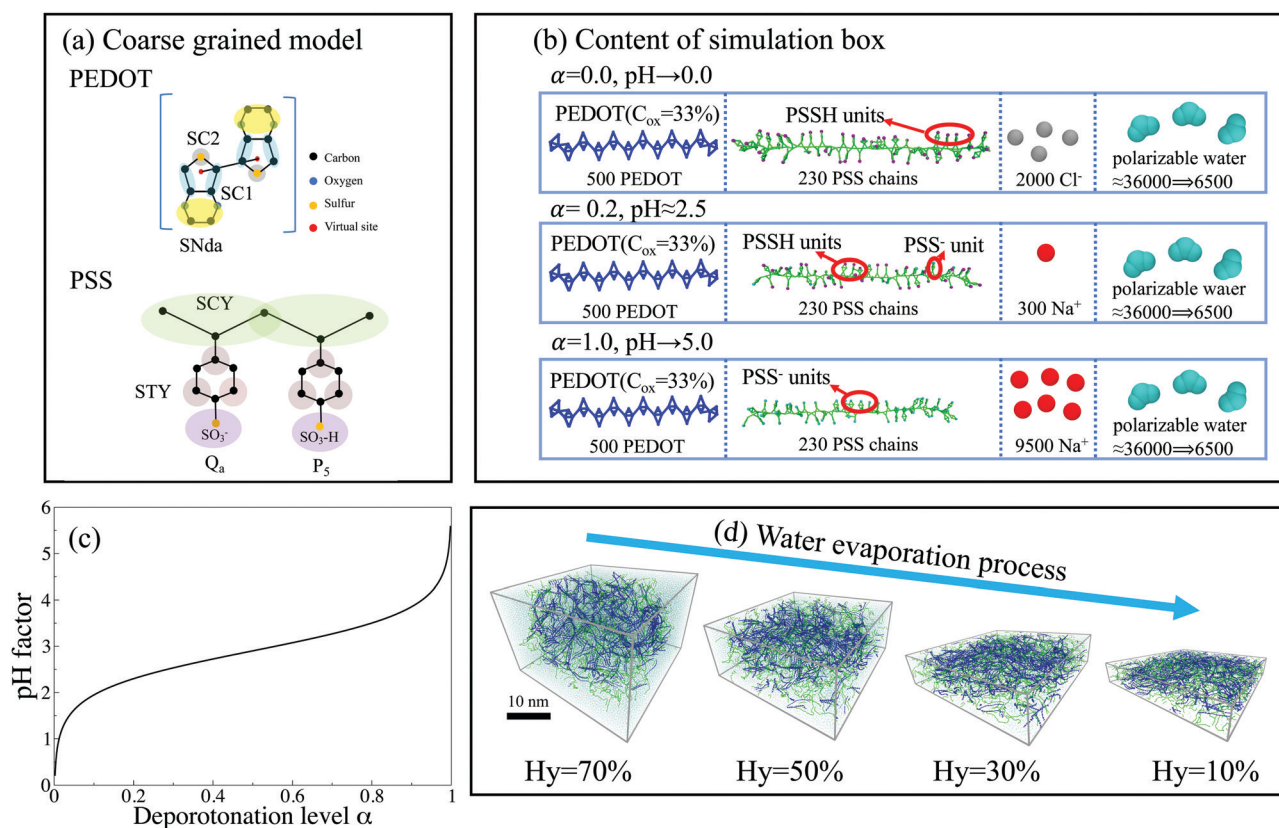 (a) Coarse grained model
PEDOT
SC2
SC1
SNda
Carbon
Oxygen
Sulfur
Virtual site
PSS
SCY
STY
SO₃-
SO₃-H
Qₐ
P₅
(b) Content of simulation box
α=0.0, pH→0.0
PEDOT(Cₒₓ=33%)
500 PEDOT
PSSH units
230 PSS chains
2000 Cl⁻
polarizable water
≈36000⟹6500
α= 0.2, pH≈2.5
PEDOT(Cₒₓ=33%)
500 PEDOT
PSSH units
PSS⁻ unit
230 PSS chains
300 Na⁺
polarizable water
≈36000⟹6500
α=1.0, pH→5.0
PEDOT(Cₒₓ=33%)
500 PEDOT
PSS⁻ units
230 PSS chains
9500 Na⁺
polarizable water
≈36000⟹6500
(c)
pH factor
6
5
4
3
2
1
0
0 0.2 0.4 0.6 0.8 1
Deporotonation level α
(d) Water evaporation process
10 nm
Hy=70%
Hy=50%
Hy=30%
Hy=10%